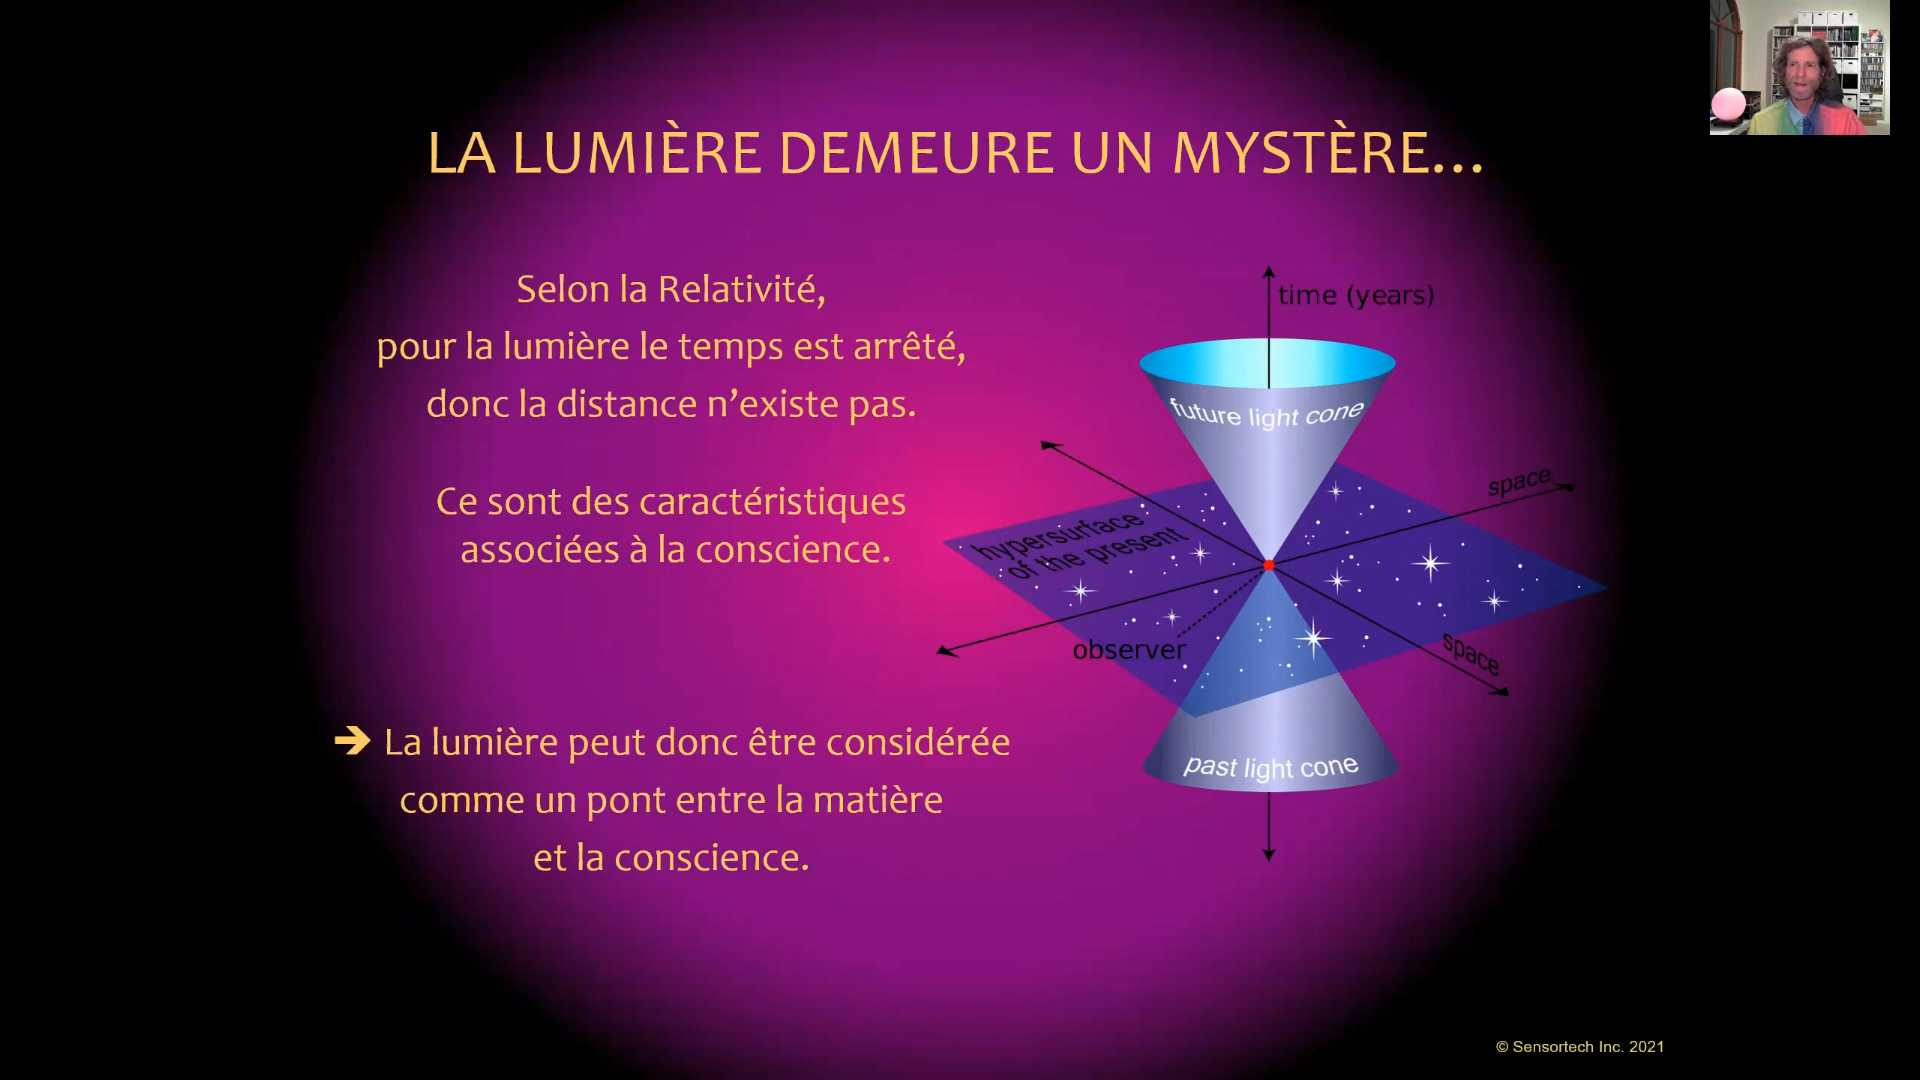 LA LUMIÈRE DEMEURE UN MYSTÈRE...
Selon la Relativité,
pour la lumière le temps est arrêté,
donc la distance n’existe pas.
Ce sont des caractéristiques
associées à la conscience.
➔ La lumière peut donc être considérée
comme un pont entre la matière
et la conscience.
time (years)
future light cone
space
hypersurface
of the present
observer
space
past light cone
© Sensortech Inc. 2021